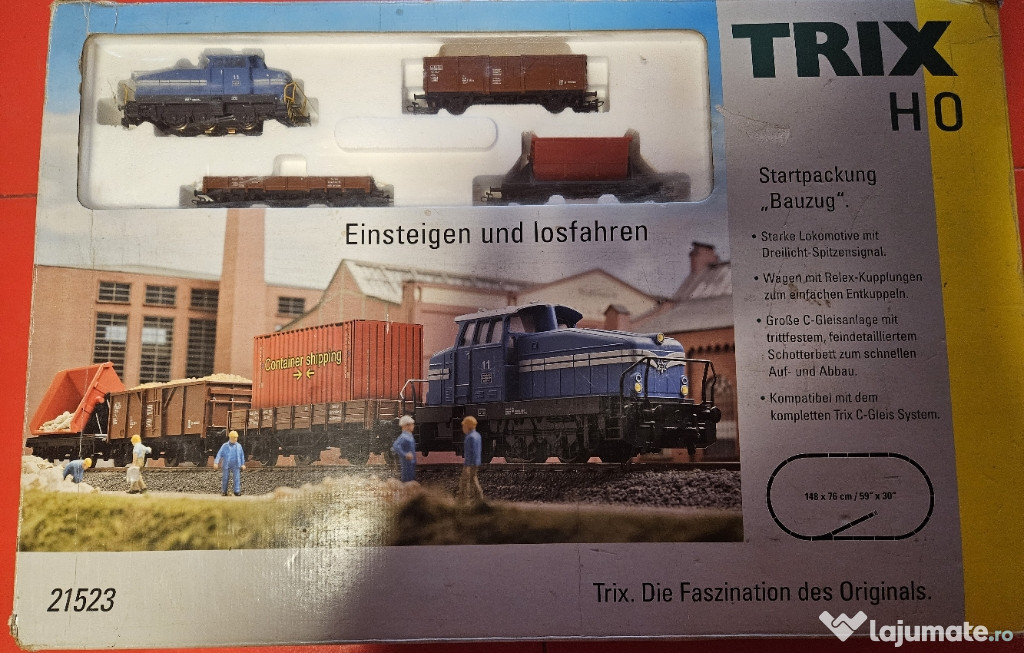 TRIX
H0
Startpackung
„Bauzug".
• Starke Lokomotive mit
Dreilicht-Spitzensignal.
• Wagen mit Relex-Kupplungen
zum einfachen Entkuppeln.
• Große C-Gleisanlage mit
trittfestem, feindetailliertem
Schotterbett zum schnellen
Auf- und Abbau.
• Kompatibel mit dem
kompletten Trix C-Gleis System.
148 x 76 cm / 59" x 30"
Einsteigen und losfahren
Container shipping
11
21523
Trix. Die Faszination des Originals.
lajumate.ro